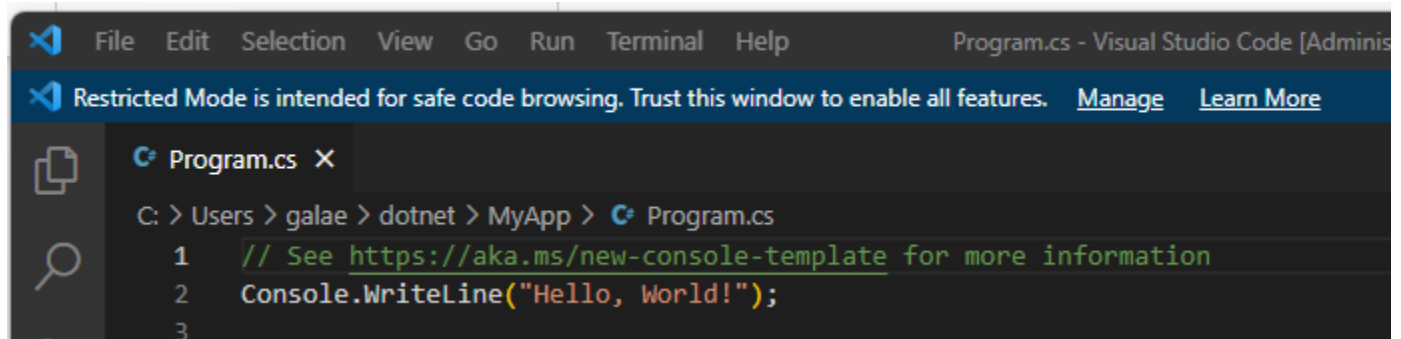 File Edit Selection View Go Run Terminal Help Program.cs - Visual Studio Code [Adminis
Restricted Mode is intended for safe code browsing. Trust this window to enable all features. Manage Learn More
C# Program.cs X
C: > Users > galae > dotnet > MyApp > C# Program.cs
1 // See https://aka.ms/new-console-template for more information
2 Console.WriteLine("Hello, World!");
3